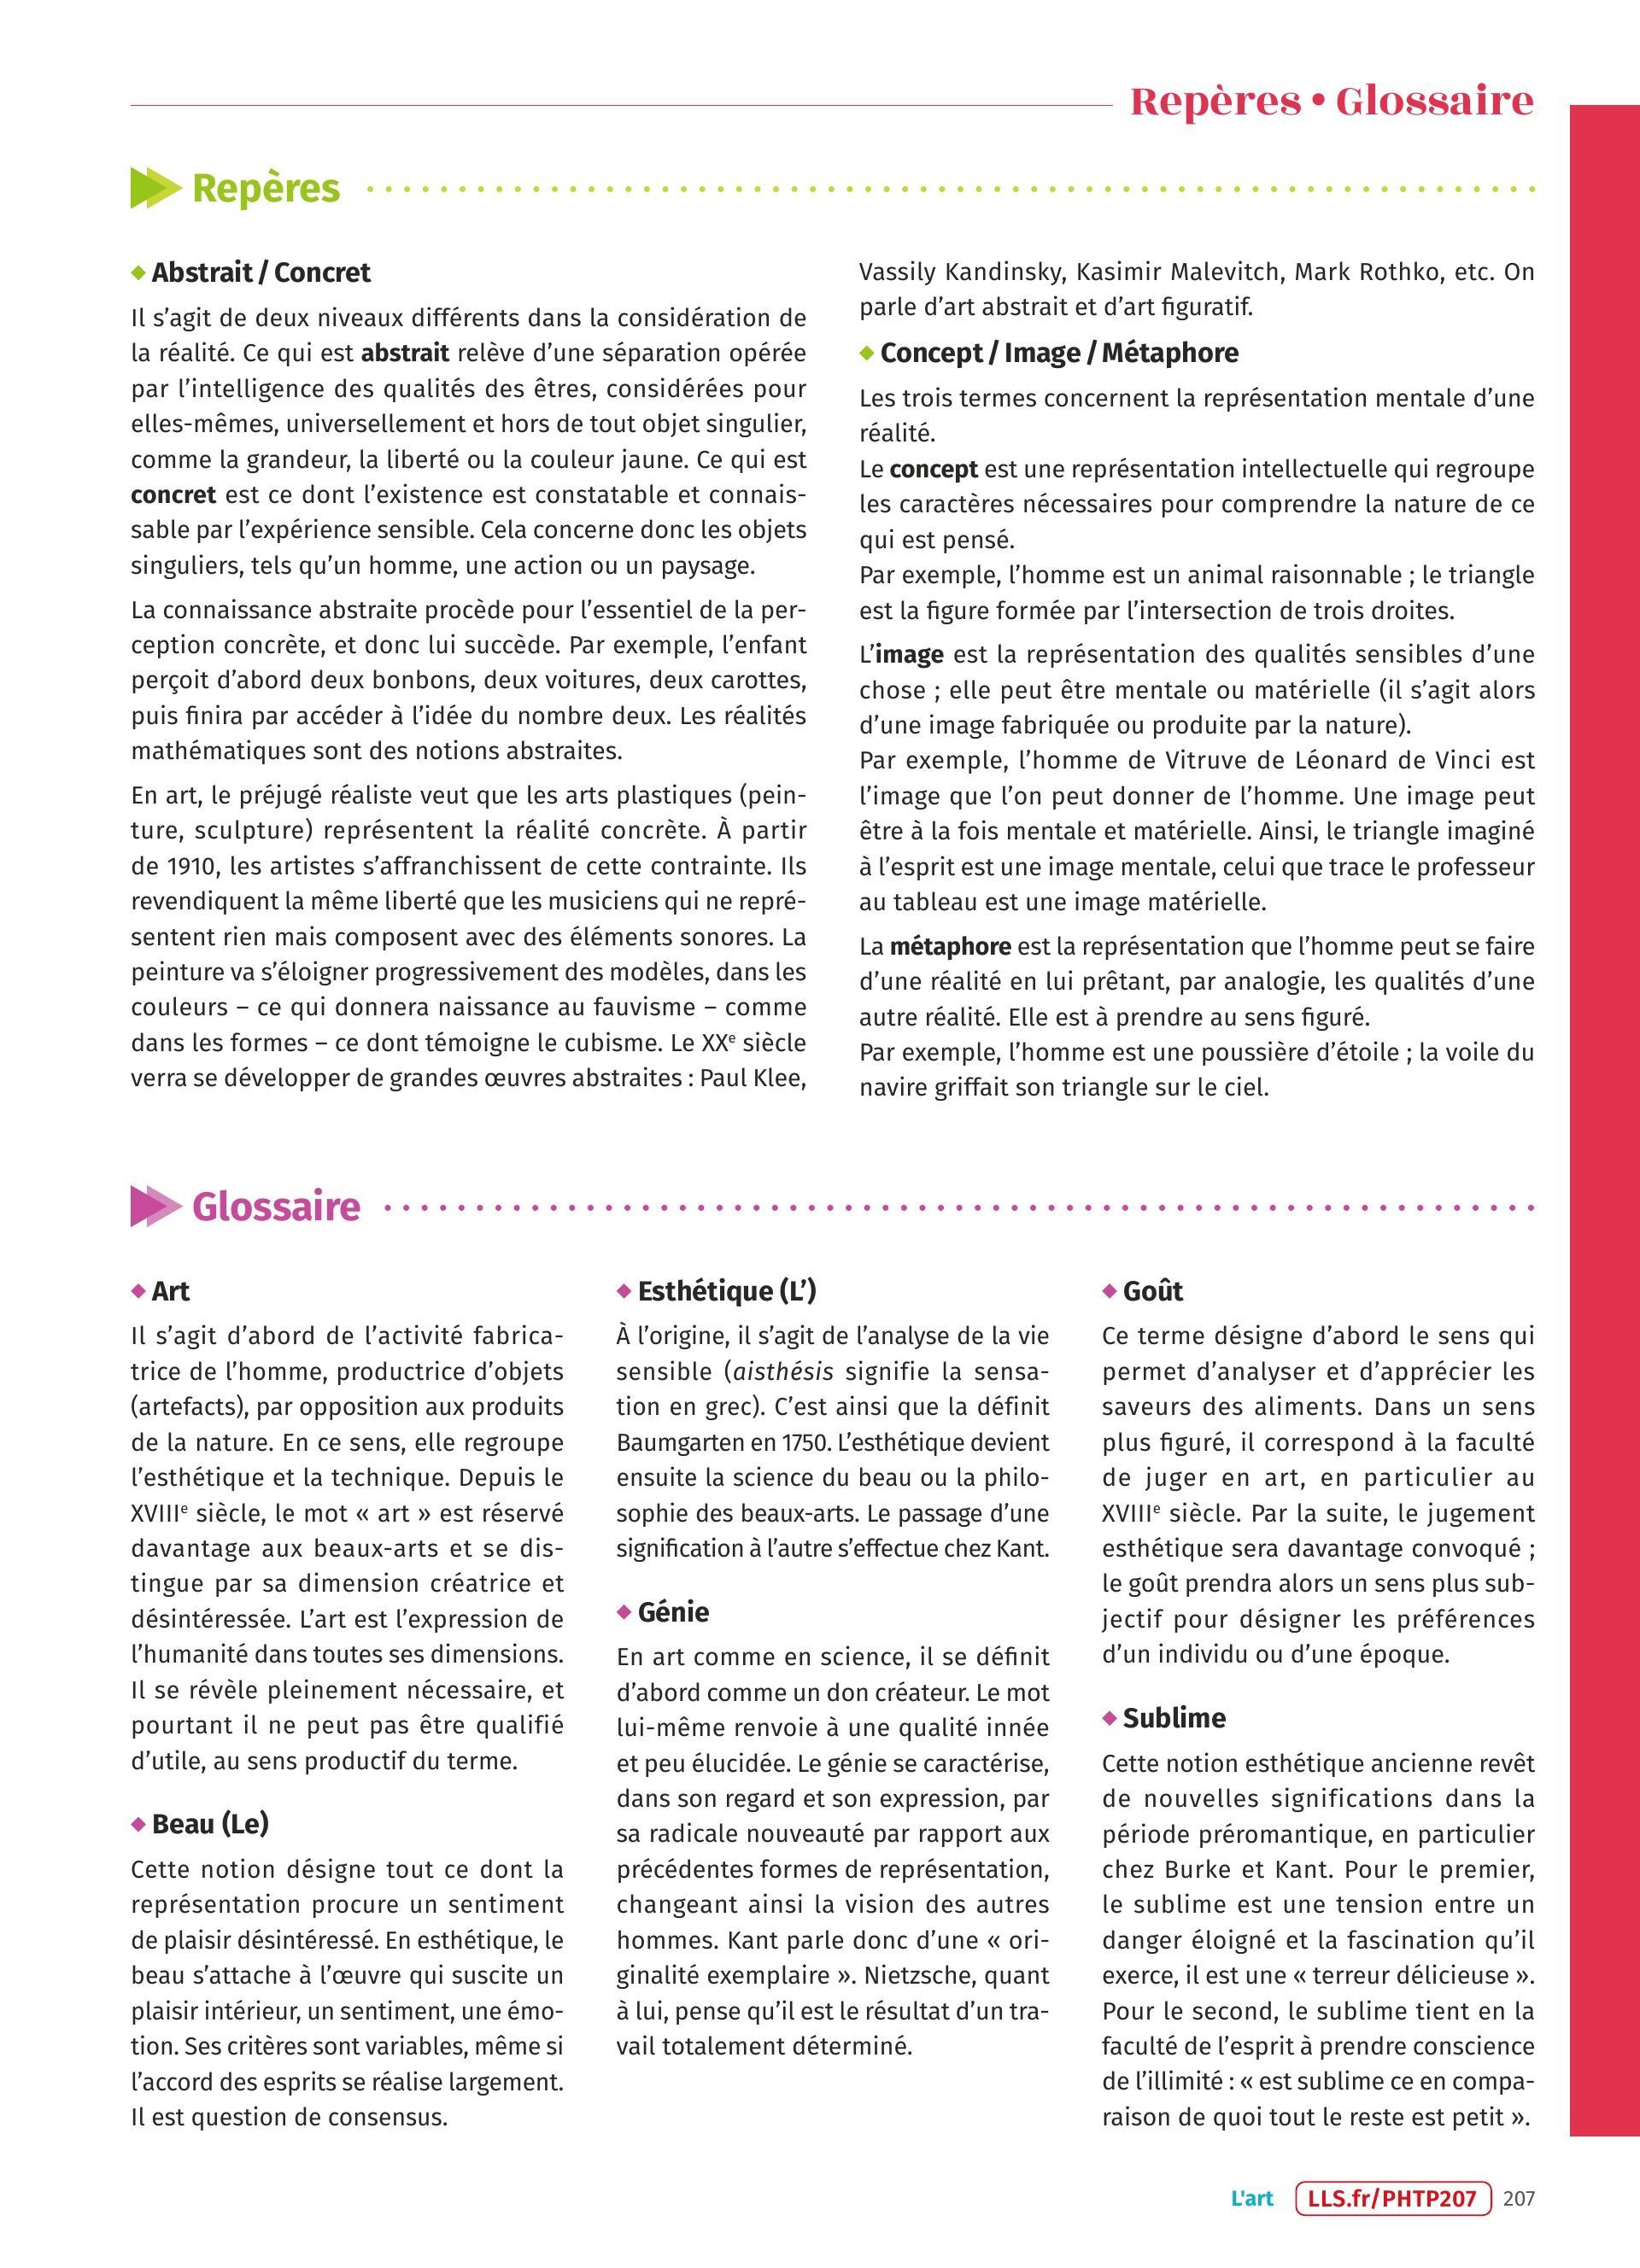 Repères • Glossaire
Repères
Abstrait / Concret
Il s’agit de deux niveaux différents dans la considération de
la réalité. Ce qui est abstrait relève d’une séparation opérée
par l’intelligence des qualités des êtres, considérées pour
elles-mêmes, universellement et hors de tout objet singulier,
comme la grandeur, la liberté ou la couleur jaune. Ce qui est
concret est ce dont l’existence est constatable et connais-
sable par l’expérience sensible. Cela concerne donc les objets
singuliers, tels qu’un homme, une action ou un paysage.
La connaissance abstraite procède pour l’essentiel de la per-
ception concrète, et donc lui succède. Par exemple, l’enfant
perçoit d’abord deux bonbons, deux voitures, deux carottes,
puis finira par accéder à l’idée du nombre deux. Les réalités
mathématiques sont des notions abstraites.
En art, le préjugé réaliste veut que les arts plastiques (pein-
ture, sculpture) représentent la réalité concrète. À partir
de 1910, les artistes s’affranchissent de cette contrainte. Ils
revendiquent la même liberté que les musiciens qui ne repré-
sentent rien mais composent avec des éléments sonores. La
peinture va s’éloigner progressivement des modèles, dans les
couleurs – ce qui donnera naissance au fauvisme – comme
dans les formes – ce dont témoigne le cubisme. Le XXe siècle
verra se développer de grandes œuvres abstraites : Paul Klee,
Vassily Kandinsky, Kasimir Malevitch, Mark Rothko, etc. On
parle d’art abstrait et d’art figuratif.
Concept / Image / Métaphore
Les trois termes concernent la représentation mentale d’une
réalité.
Le concept est une représentation intellectuelle qui regroupe
les caractères nécessaires pour comprendre la nature de ce
qui est pensé.
Par exemple, l’homme est un animal raisonnable ; le triangle
est la figure formée par l’intersection de trois droites.
L’image est la représentation des qualités sensibles d’une
chose ; elle peut être mentale ou matérielle (il s’agit alors
d’une image fabriquée ou produite par la nature).
Par exemple, l’homme de Vitruve de Léonard de Vinci est
l’image que l’on peut donner de l’homme. Une image peut
être à la fois mentale et matérielle. Ainsi, le triangle imaginé
à l’esprit est une image mentale, celui que trace le professeur
au tableau est une image matérielle.
La métaphore est la représentation que l’homme peut se faire
d’une réalité en lui prêtant, par analogie, les qualités d’une
autre réalité. Elle est à prendre au sens figuré.
Par exemple, l’homme est une poussière d’étoile ; la voile du
navire griffait son triangle sur le ciel.
Glossaire
Art
Il s’agit d’abord de l’activité fabrica-
trice de l’homme, productrice d’objets
(artefacts), par opposition aux produits
de la nature. En ce sens, elle regroupe
l’esthétique et la technique. Depuis le
XVIIIe siècle, le mot « art » est réservé
davantage aux beaux-arts et se dis-
tingue par sa dimension créatrice et
désintéressée. L’art est l’expression de
l’humanité dans toutes ses dimensions.
Il se révèle pleinement nécessaire, et
pourtant il ne peut pas être qualifié
d’utile, au sens productif du terme.
Beau (Le)
Cette notion désigne tout ce dont la
représentation procure un sentiment
de plaisir désintéressé. En esthétique, le
beau s’attache à l’œuvre qui suscite un
plaisir intérieur, un sentiment, une émo-
tion. Ses critères sont variables, même si
l’accord des esprits se réalise largement.
Il est question de consensus.
Esthétique (L’)
À l’origine, il s’agit de l’analyse de la vie
sensible (aisthésis signifie la sensa-
tion en grec). C’est ainsi que la définit
Baumgarten en 1750. L’esthétique devient
ensuite la science du beau ou la philo-
sophie des beaux-arts. Le passage d’une
signification à l’autre s’effectue chez Kant.
Génie
En art comme en science, il se définit
d’abord comme un don créateur. Le mot
lui-même renvoie à une qualité innée
et peu élucidée. Le génie se caractérise,
dans son regard et son expression, par
sa radicale nouveauté par rapport aux
précédentes formes de représentation,
changeant ainsi la vision des autres
hommes. Kant parle donc d’une « ori-
ginalité exemplaire ». Nietzsche, quant
à lui, pense qu’il est le résultat d’un tra-
vail totalement déterminé.
Goût
Ce terme désigne d’abord le sens qui
permet d’analyser et d’apprécier les
saveurs des aliments. Dans un sens
plus figuré, il correspond à la faculté
de juger en art, en particulier au
XVIIIe siècle. Par la suite, le jugement
esthétique sera davantage convoqué ;
le goût prendra alors un sens plus sub-
jectif pour désigner les préférences
d’un individu ou d’une époque.
Sublime
Cette notion esthétique ancienne revêt
de nouvelles significations dans la
période préromantique, en particulier
chez Burke et Kant. Pour le premier,
le sublime est une tension entre un
danger éloigné et la fascination qu’il
exerce, il est une « terreur délicieuse ».
Pour le second, le sublime tient en la
faculté de l’esprit à prendre conscience
de l’illimité : « est sublime ce en compa-
raison de quoi tout le reste est petit ».
L'art LLS.fr/PHTP207 207